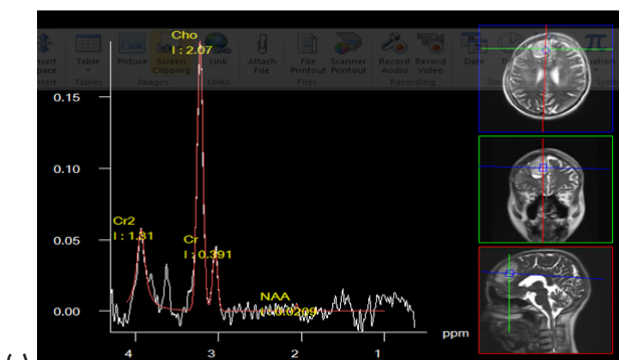 Cho
I : 2.07
Table
Picture
Screen Clipping
Link
Attach File
File Printout
Scanner Printout
Record Audio
Record Video
Date
Tables
Images
Links
Files
Recording
0.15
0.10
Cr2
I : 1.31
0.05
Cr
I : 0.391
NAA
I : 0.0209
0.00
ppm
4
3
2
1